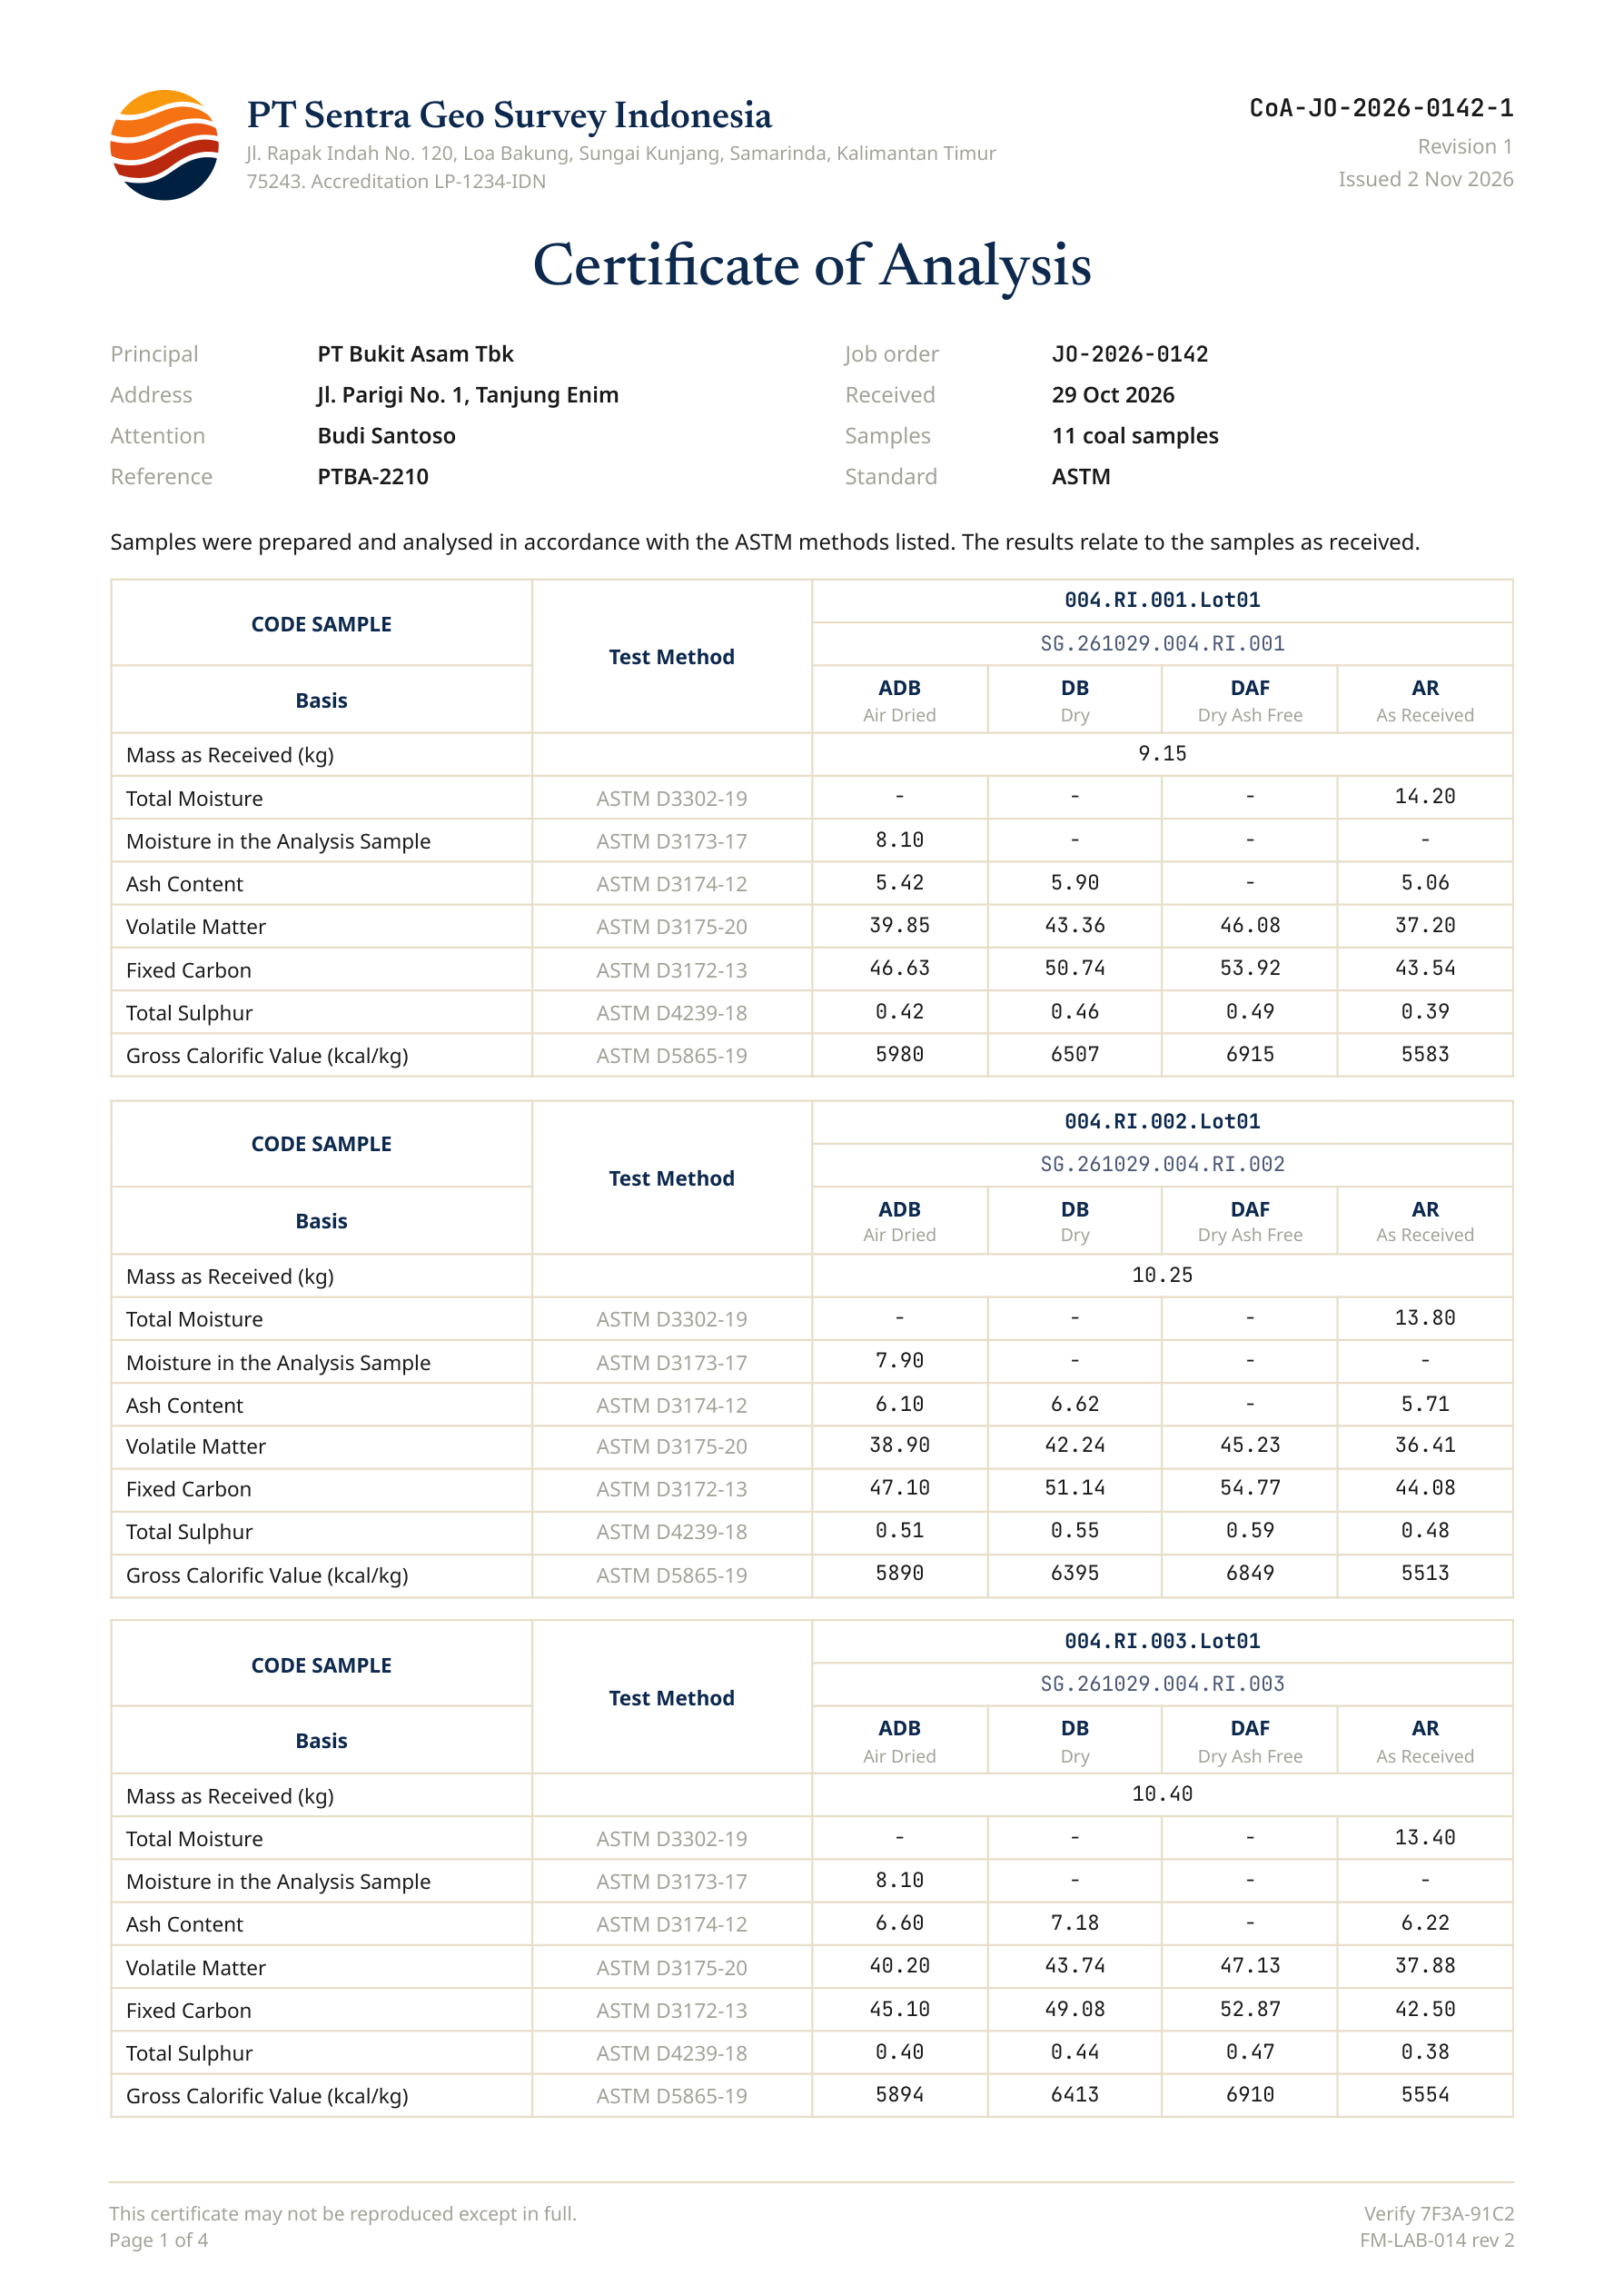 PT Sentra Geo Survey Indonesia
Jl. Rapak Indah No. 120, Loa Bakung, Sungai Kunjang, Samarinda, Kalimantan Timur
75243. Accreditation LP-1234-IDN
CoA-JO-2026-0142-1
Revision 1
Issued 2 Nov 2026
Certificate of Analysis
Principal PT Bukit Asam Tbk Job order JO-2026-0142
Address Jl. Parigi No. 1, Tanjung Enim Received 29 Oct 2026
Attention Budi Santoso Samples 11 coal samples
Reference PTBA-2210 Standard ASTM
Samples were prepared and analysed in accordance with the ASTM methods listed. The results relate to the samples as received.
CODE SAMPLE Test Method 004.RI.001.Lot01
SG.261029.004.RI.001
Basis ADB DB DAF AR
Air Dried Dry Dry Ash Free As Received
Mass as Received (kg) 9.15
Total Moisture ASTM D3302-19 - - - 14.20
Moisture in the Analysis Sample ASTM D3173-17 8.10 - - -
Ash Content ASTM D3174-12 5.42 5.90 - 5.06
Volatile Matter ASTM D3175-20 39.85 43.36 46.08 37.20
Fixed Carbon ASTM D3172-13 46.63 50.74 53.92 43.54
Total Sulphur ASTM D4239-18 0.42 0.46 0.49 0.39
Gross Calorific Value (kcal/kg) ASTM D5865-19 5980 6507 6915 5583
CODE SAMPLE Test Method 004.RI.002.Lot01
SG.261029.004.RI.002
Basis ADB DB DAF AR
Air Dried Dry Dry Ash Free As Received
Mass as Received (kg) 10.25
Total Moisture ASTM D3302-19 - - - 13.80
Moisture in the Analysis Sample ASTM D3173-17 7.90 - - -
Ash Content ASTM D3174-12 6.10 6.62 - 5.71
Volatile Matter ASTM D3175-20 38.90 42.24 45.23 36.41
Fixed Carbon ASTM D3172-13 47.10 51.14 54.77 44.08
Total Sulphur ASTM D4239-18 0.51 0.55 0.59 0.48
Gross Calorific Value (kcal/kg) ASTM D5865-19 5890 6395 6849 5513
CODE SAMPLE Test Method 004.RI.003.Lot01
SG.261029.004.RI.003
Basis ADB DB DAF AR
Air Dried Dry Dry Ash Free As Received
Mass as Received (kg) 10.40
Total Moisture ASTM D3302-19 - - - 13.40
Moisture in the Analysis Sample ASTM D3173-17 8.10 - - -
Ash Content ASTM D3174-12 6.60 7.18 - 6.22
Volatile Matter ASTM D3175-20 40.20 43.74 47.13 37.88
Fixed Carbon ASTM D3172-13 45.10 49.08 52.87 42.50
Total Sulphur ASTM D4239-18 0.40 0.44 0.47 0.38
Gross Calorific Value (kcal/kg) ASTM D5865-19 5894 6413 6910 5554
This certificate may not be reproduced except in full. Verify 7F3A-91C2
Page 1 of 4 FM-LAB-014 rev 2